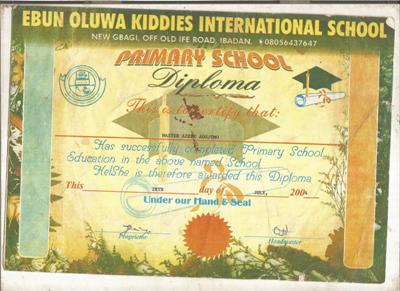 EBUN OLUWA KIDDIES INTERNATIONAL SCHOOL
NEW GBAGI, OFF OLD IFE ROAD, IBADAN. 08056437647
PRIMARY SCHOOL
Diploma
This is to certify that:
MASTER AZEEZ
Has successfully completed Primary School
Education in the above named School
He|She is therefore awarded this Diploma
This day of JULY, 200
Under our Hand & Seal
Proprietor Headmaster